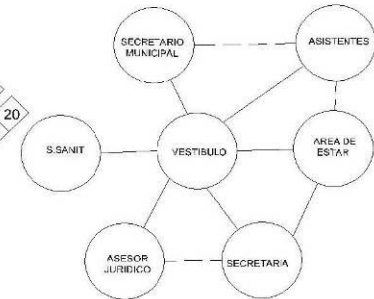 SECRETARIO
MUNICIPAL
ASISTENTES
20
S.SANIT
VESTIBULO
AREA DE
ESTAR
ASESOR
JURIDICO
SECRETARIA